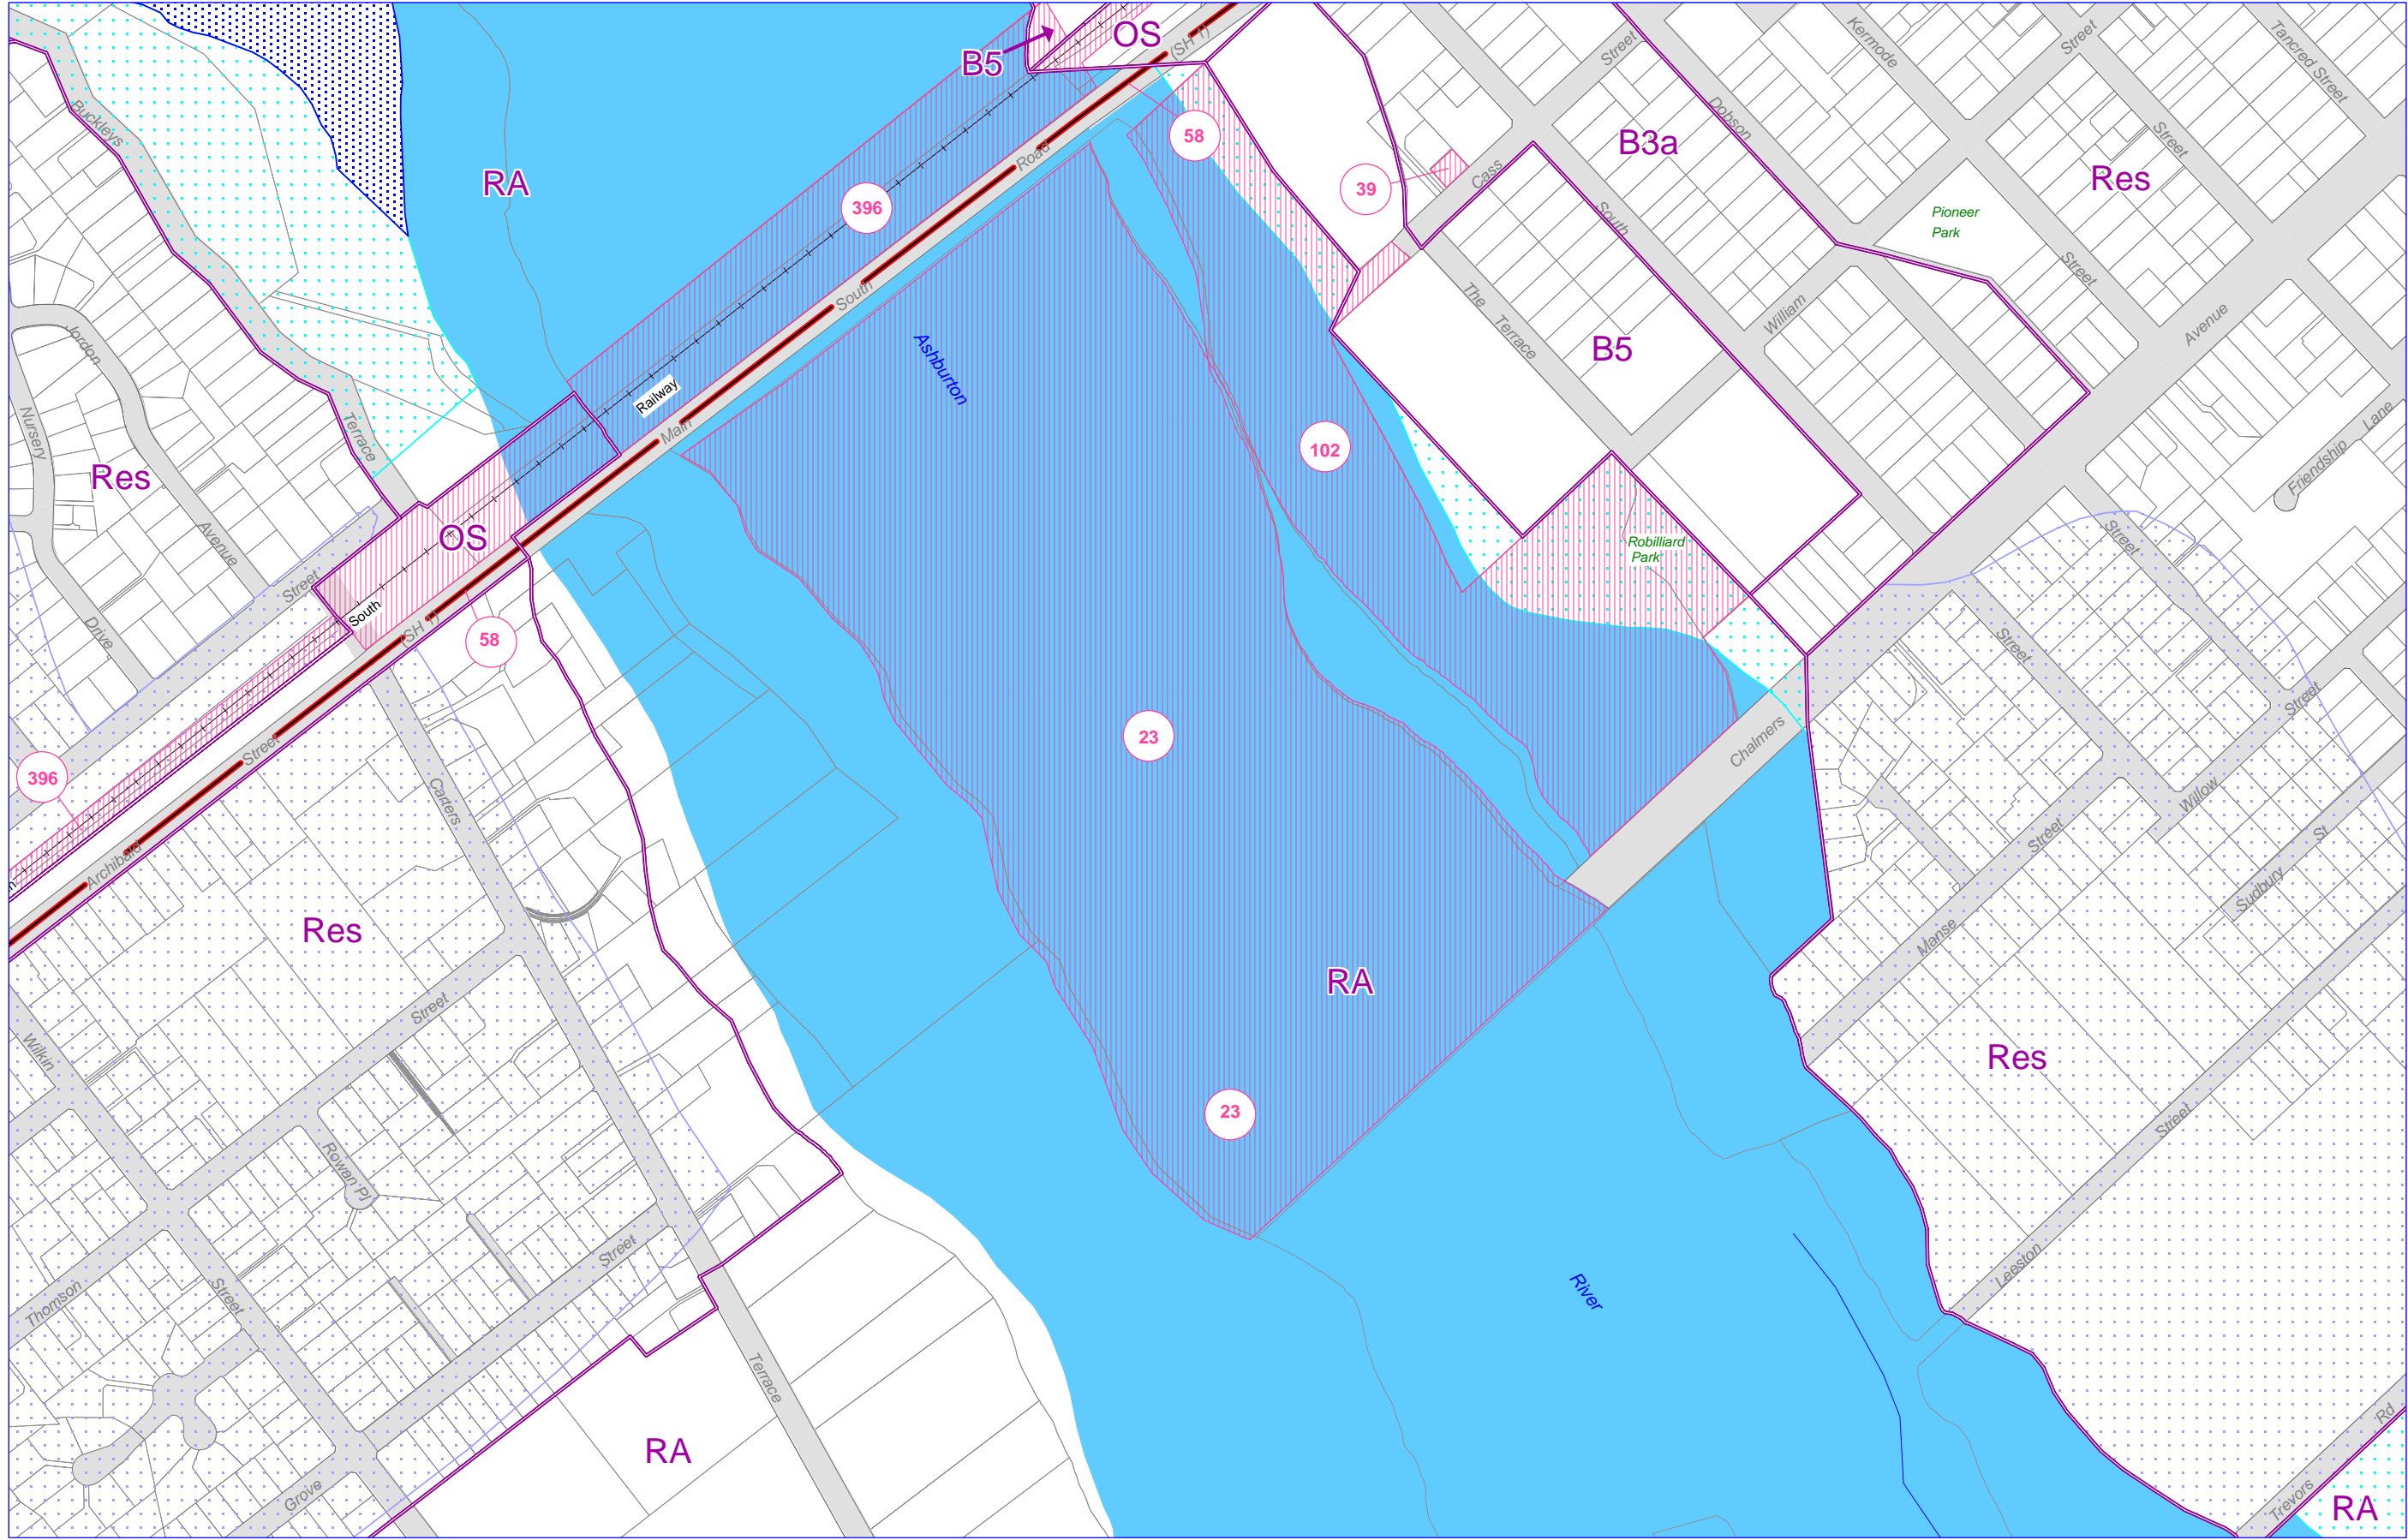 OS
B5
(SH 1)
Street
Kermode
Street
Tancred Street
Buckleys
58
Dobson
B3a
Street
Road
RA
39
Cass
Res
396
South
Pioneer
Park
Street
South
The
Terrace
William
Avenue
Jordon
Ashburton
B5
Railway
Main
Nursery
Terrace
Res
102
Lane
Friendship
OS
Avenue
Street
Robilliard
Park
Street
South
Drive
(SH 1)
58
Street
Street
Street
23
Chalmers
396
Carters
Willow
Archibald
Street
St
Sudbury
Manse
Res
RA
Street
Wilkin
Res
23
Street
Rowan Pl
Street
Leeston
River
Thomson
Street
Terrace
RA
Grove
Rd
Trevors
RA